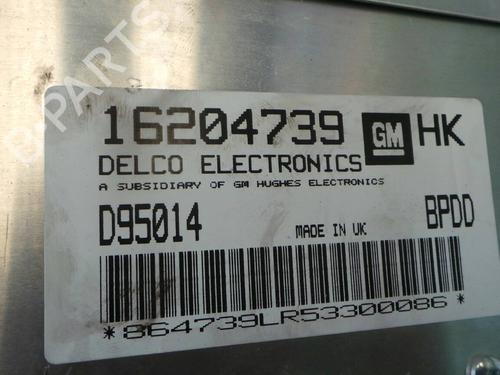 16204739 GM HK
DELCO ELECTRONICS
A SUBSIDIARY OF GM HUGHES ELECTRONICS
D95014 MADE IN UK BPDD
*864739LR53300086*
B-PARTS